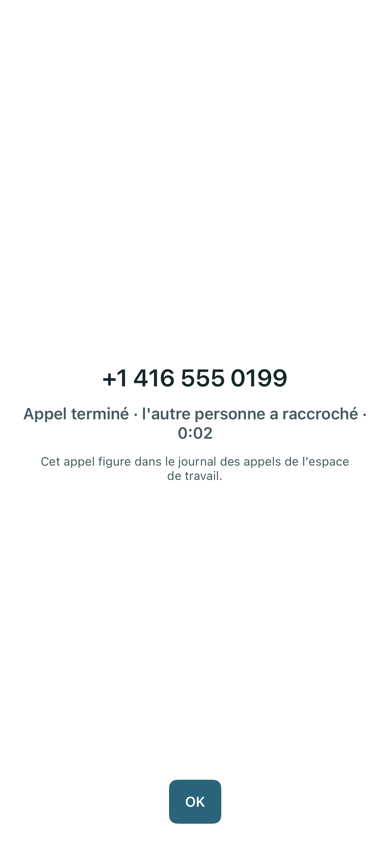 +1 416 555 0199
Appel terminé · l'autre personne a raccroché ·
0:02
Cet appel figure dans le journal des appels de l'espace
de travail.
OK